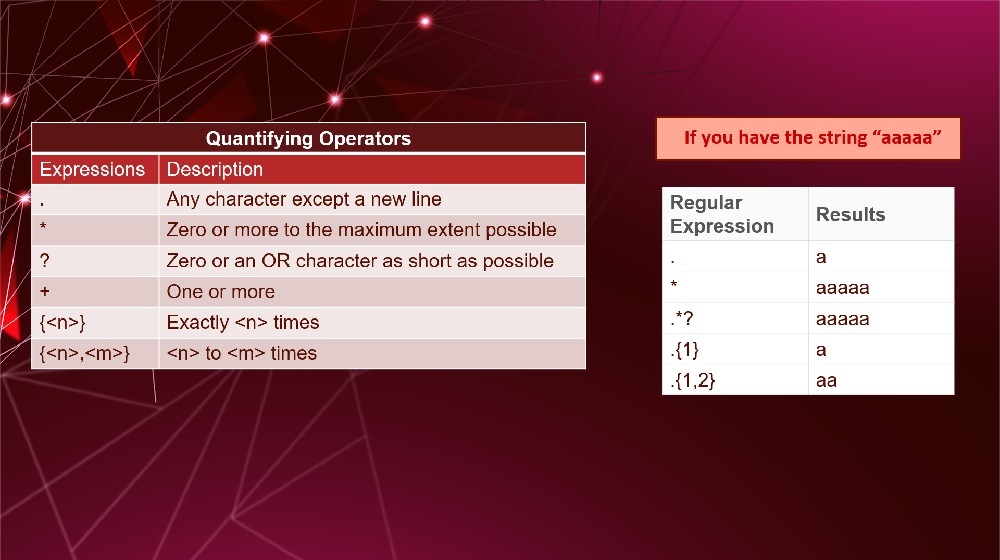 Quantifying Operators
Expressions Description
. Any character except a new line
* Zero or more to the maximum extent possible
? Zero or an OR character as short as possible
+ One or more
{<n>} Exactly <n> times
{<n>,<m>} <n> to <m> times
If you have the string “aaaaa”
Regular
Expression Results
. a
* aaaaa
.*? aaaaa
.{1} a
.{1,2} aa